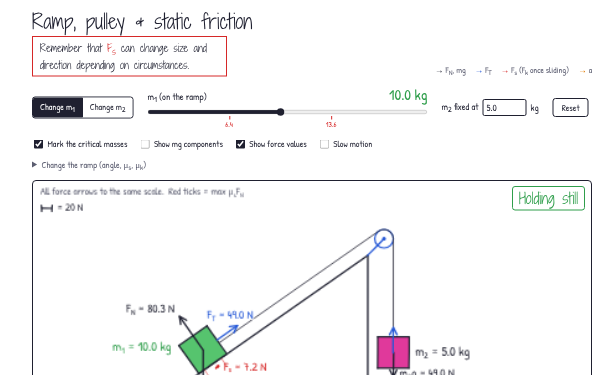 Ramp, pulley & static friction
Remember that Fs can change size and
direction depending on circumstances.
→ FN, mg → FT → Fs (Fk once sliding) → a
Change m1 Change m2
m1 (on the ramp) 10.0 kg
6.4 13.6
m2 fixed at 5.0 kg Reset
Mark the critical masses Show mg components Show force values Slow motion
Change the ramp (angle, μs, μk)
All force arrows to the same scale. Red ticks = max μsFN
= 20 N
Holding still
FN = 80.3 N
FT = 49.0 N
m1 = 10.0 kg
Fs = 7.2 N
m2 = 5.0 kg